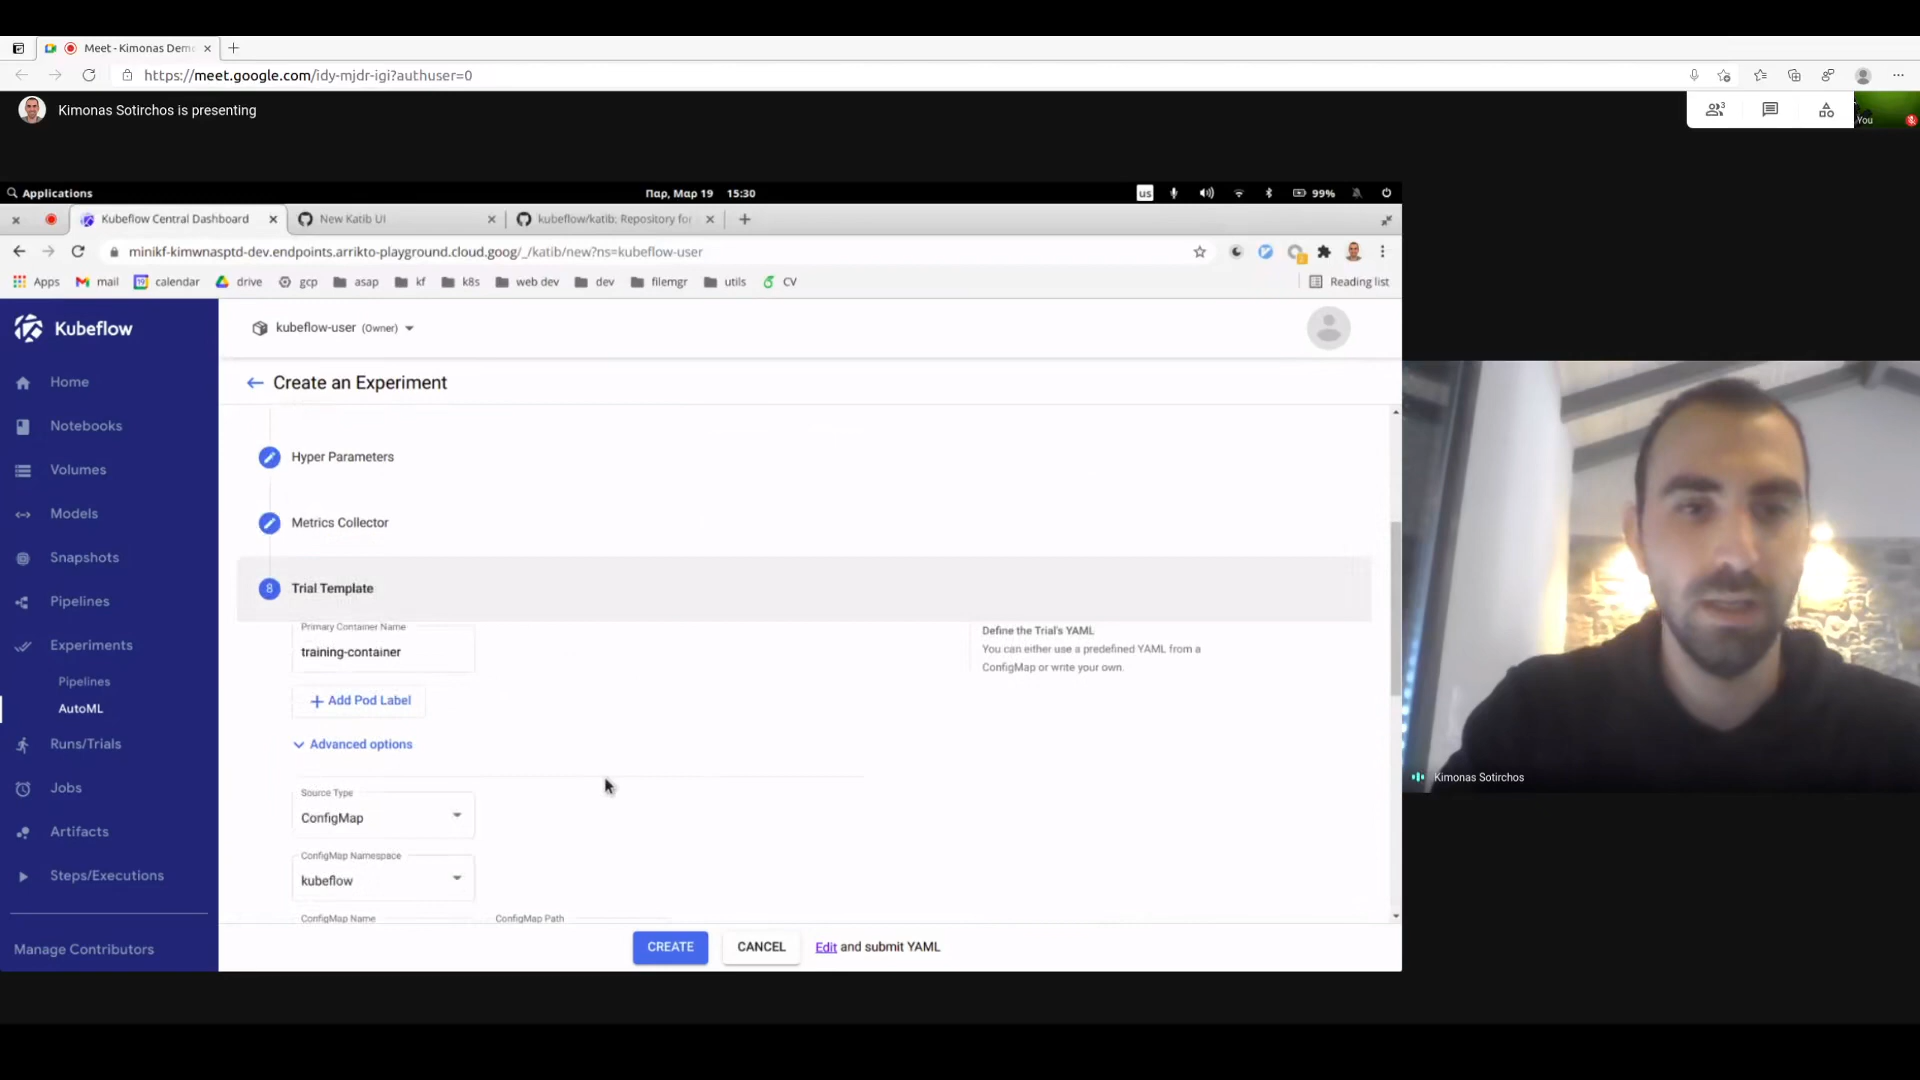 Meet - Kimonas Dem
https://meet.google.com/idy-mjdr-igi?authuser=0
Kimonas Sotirchos is presenting
3
You
Applications
Παρ, Μαρ 19 15:30
us
99%
Kubeflow Central Dashboard
New Katib UI
kubeflow/katib: Repository for
minikf-kimwnasptd-dev.endpoints.arrikto-playground.cloud.goog/_/katib/new?ns=kubeflow-user
Apps
mail
calendar
drive
gcp
asap
kf
k8s
web dev
dev
filemgr
utils
CV
Reading list
Kubeflow
kubeflow-user (Owner)
Home
Notebooks
Volumes
Models
Snapshots
Pipelines
Experiments
Pipelines
AutoML
Runs/Trials
Jobs
Artifacts
Steps/Executions
Manage Contributors
Create an Experiment
Hyper Parameters
Metrics Collector
8 Trial Template
Primary Container Name
training-container
Add Pod Label
Advanced options
Source Type
ConfigMap
ConfigMap Namespace
kubeflow
ConfigMap Name
ConfigMap Path
Define the Trial's YAML
You can either use a predefined YAML from a
ConfigMap or write your own.
CREATE
CANCEL
Edit and submit YAML
Kimonas Sotirchos